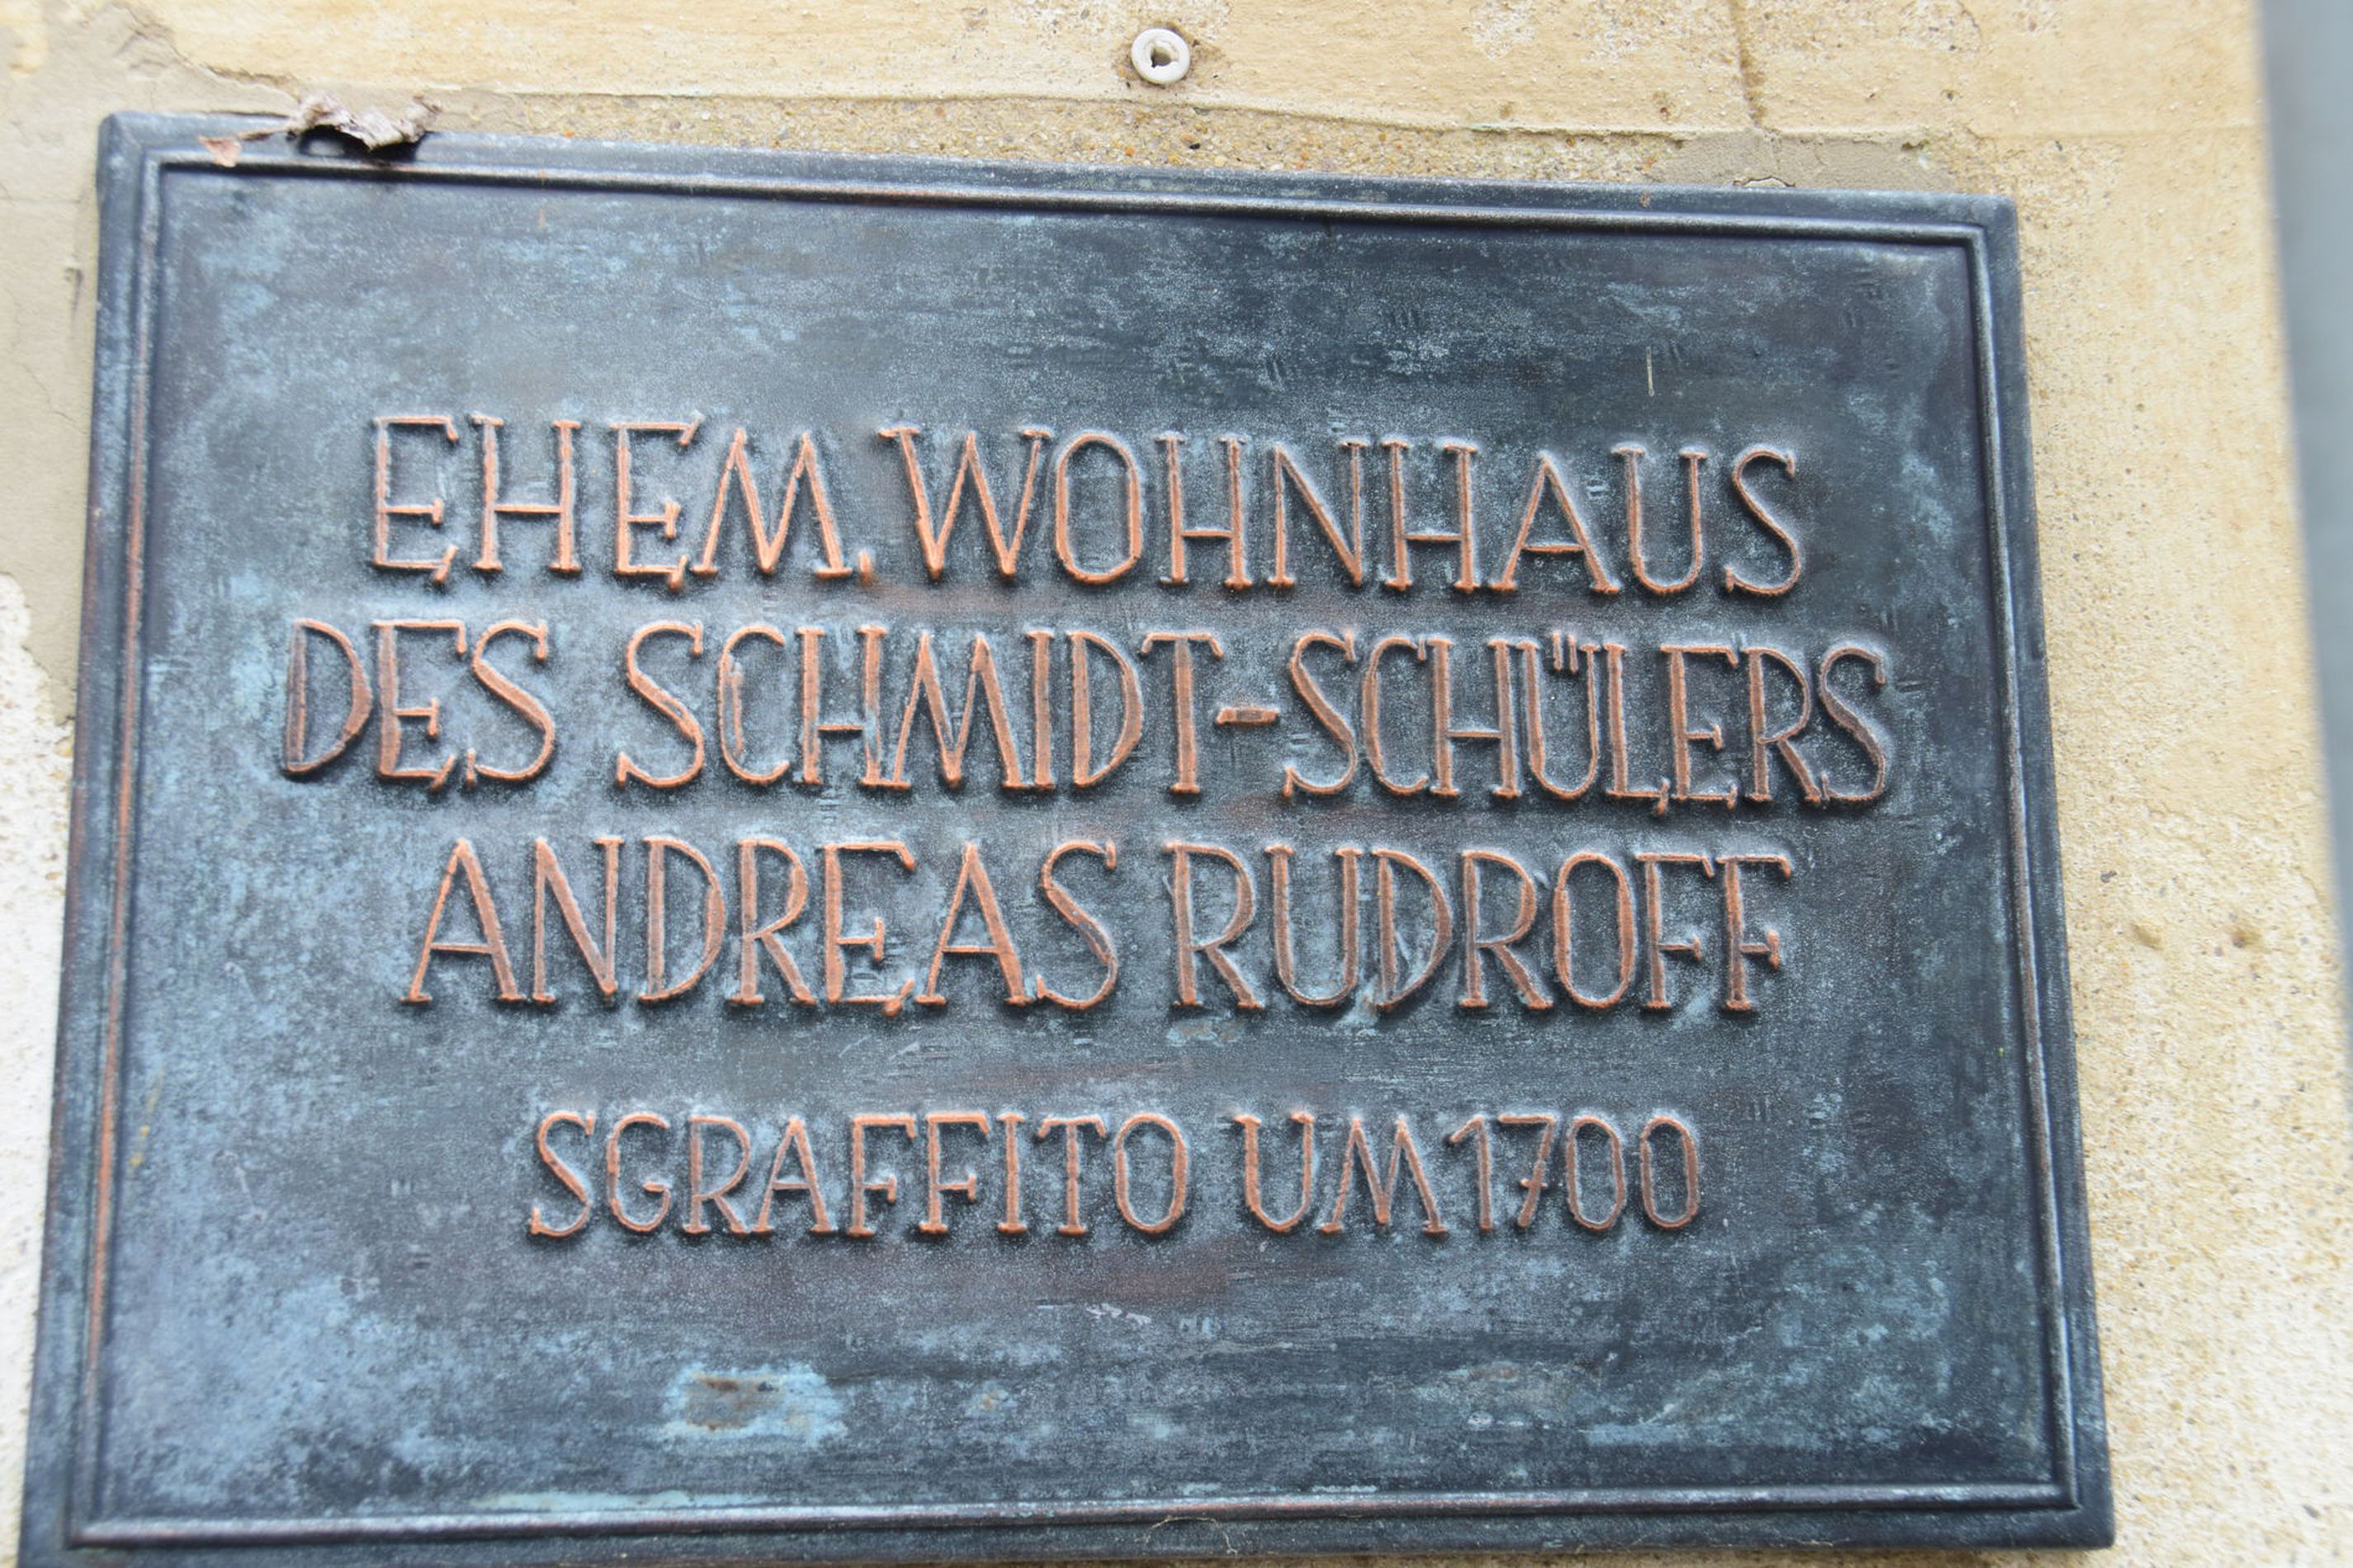 EHEM. WOHNHAUS
DES SCHMIDT-SCHÜLERS
ANDREAS RUDROFF
SGRAFFITO UM 1700